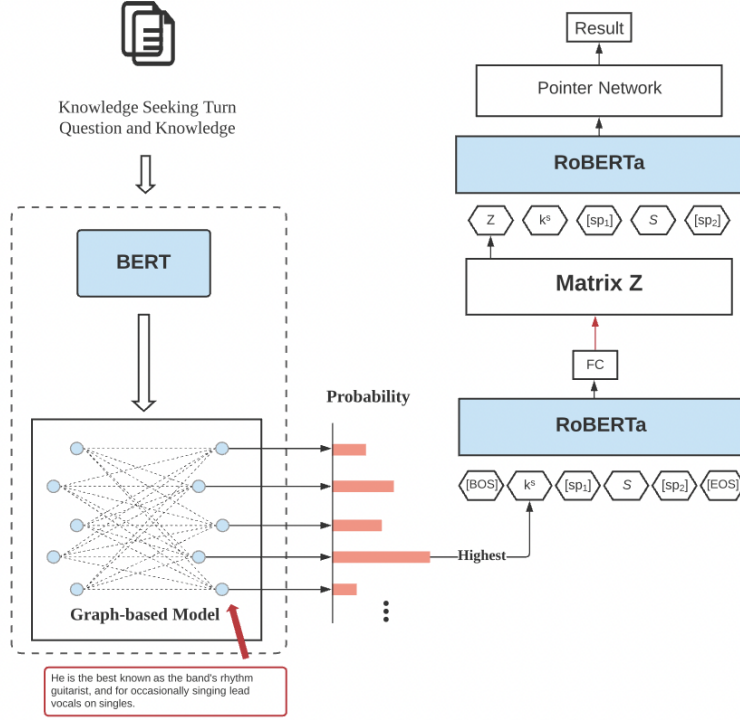 Knowledge Seeking Turn
Question and Knowledge
BERT
Graph-based Model
He is the best known as the band's rhythm
guitarist, and for occasionally singing lead
vocals on singles.
Probability
Highest
Result
Pointer Network
RoBERTa
Z kˢ [sp₁] S [sp₂]
Matrix Z
FC
RoBERTa
[BOS] kˢ [sp₁] S [sp₂] [EOS]